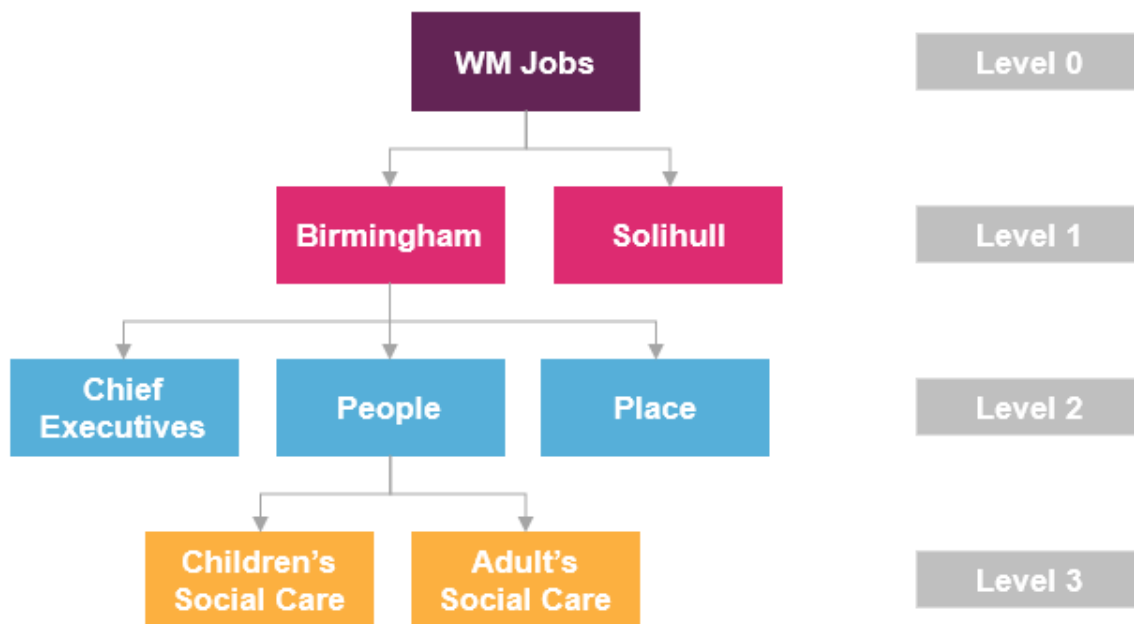 WM Jobs
Level 0
Birmingham
Solihull
Level 1
Chief
Executives
People
Place
Level 2
Children’s
Social Care
Adult’s
Social Care
Level 3